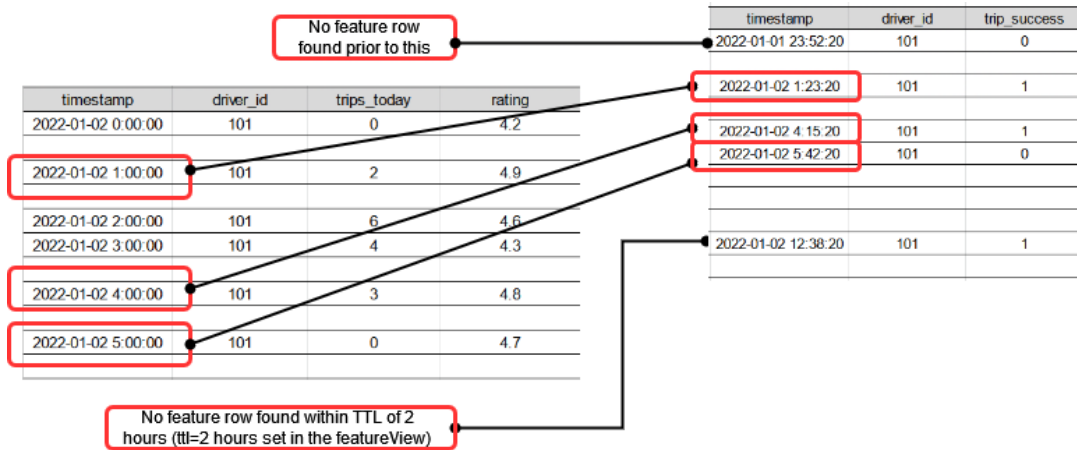 No feature row
found prior to this
timestamp driver_id trip_success
2022-01-01 23:52:20 101 0
2022-01-02 1:23:20 101 1
2022-01-02 4:15:20 101 1
2022-01-02 5:42:20 101 0
2022-01-02 12:38:20 101 1
timestamp driver_id trips_today rating
2022-01-02 0:00:00 101 0 4.2
2022-01-02 1:00:00 101 2 4.9
2022-01-02 2:00:00 101 6 4.6
2022-01-02 3:00:00 101 4 4.3
2022-01-02 4:00:00 101 3 4.8
2022-01-02 5:00:00 101 0 4.7
No feature row found within TTL of 2
hours (ttl=2 hours set in the featureView)